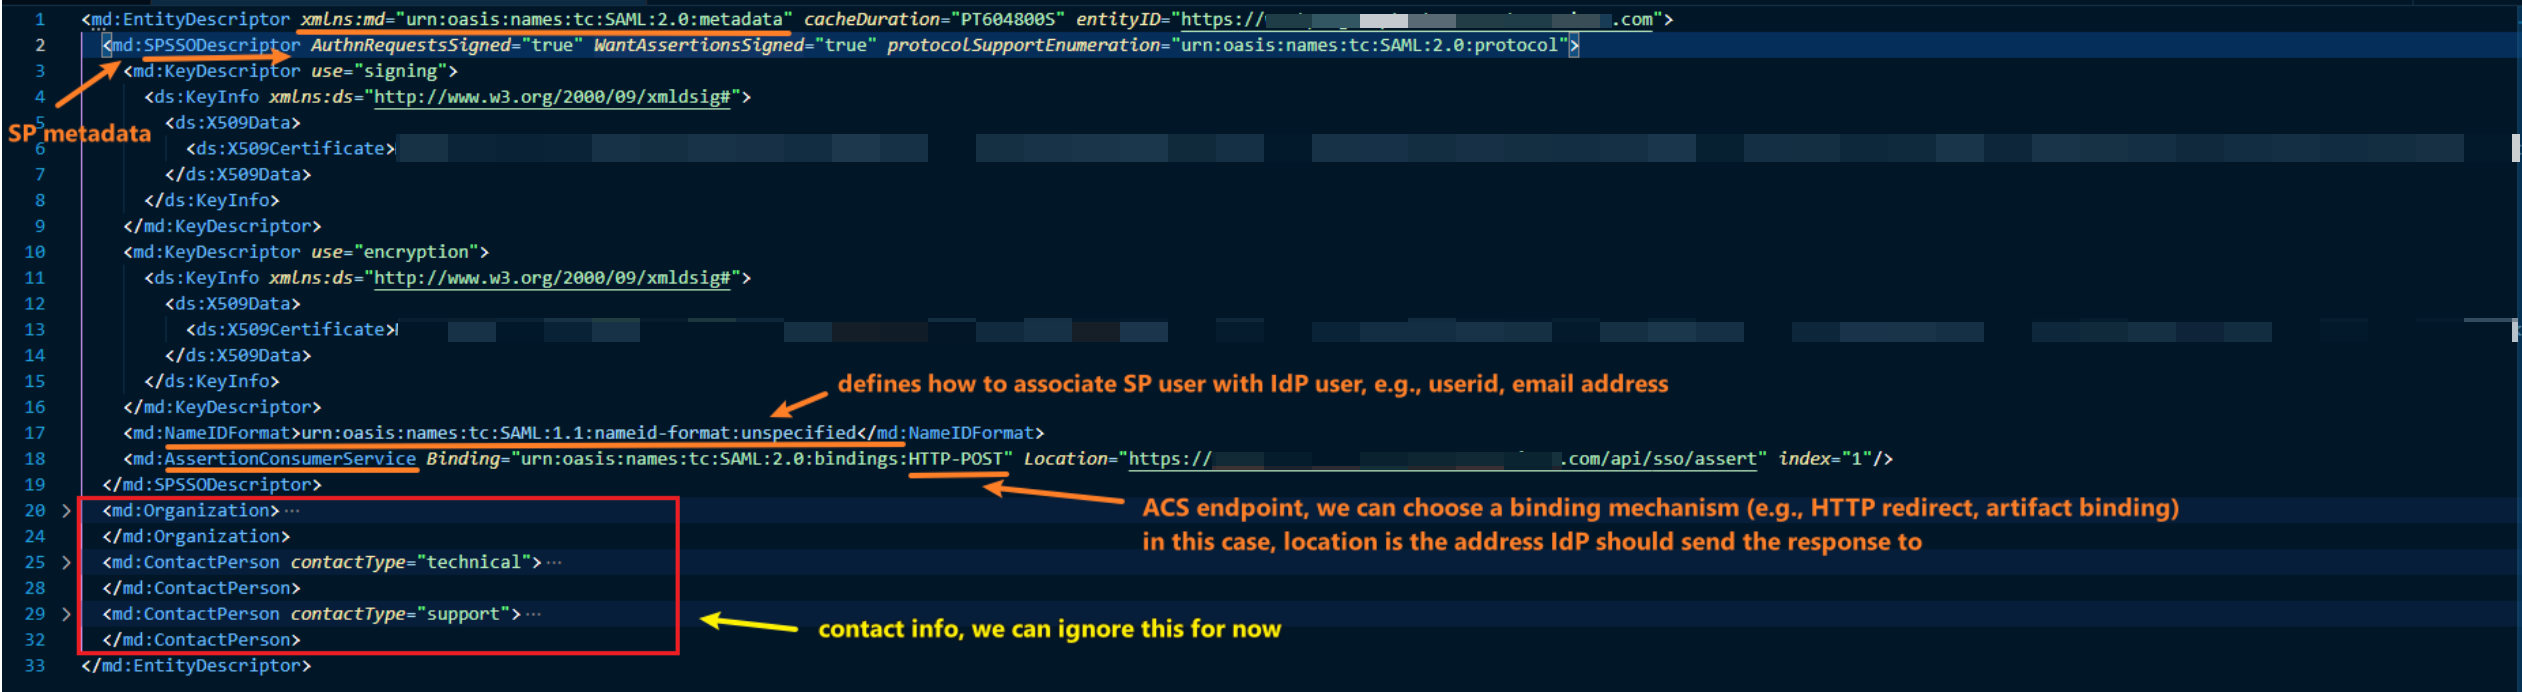 1 <md:EntityDescriptor xmlns:md="urn:oasis:names:tc:SAML:2.0:metadata" cacheDuration="PT604800S" entityID="https:// .com">
2 <md:SPSSODescriptor AuthnRequestsSigned="true" WantAssertionsSigned="true" protocolSupportEnumeration="urn:oasis:names:tc:SAML:2.0:protocol">
3 <md:KeyDescriptor use="signing">
4 <ds:KeyInfo xmlns:ds="http://www.w3.org/2000/09/xmldsig#">
5 <ds:X509Data>
SP metadata
6 <ds:X509Certificate>
7 </ds:X509Data>
8 </ds:KeyInfo>
9 </md:KeyDescriptor>
10 <md:KeyDescriptor use="encryption">
11 <ds:KeyInfo xmlns:ds="http://www.w3.org/2000/09/xmldsig#">
12 <ds:X509Data>
13 <ds:X509Certificate>
14 </ds:X509Data>
15 </ds:KeyInfo>
defines how to associate SP user with IdP user, e.g., userid, email address
16 </md:KeyDescriptor>
17 <md:NameIDFormat>urn:oasis:names:tc:SAML:1.1:nameid-format:unspecified</md:NameIDFormat>
18 <md:AssertionConsumerService Binding="urn:oasis:names:tc:SAML:2.0:bindings:HTTP-POST" Location="https:// .com/api/sso/assert" index="1"/>
19 </md:SPSSODescriptor>
20 <md:Organization>···
ACS endpoint, we can choose a binding mechanism (e.g., HTTP redirect, artifact binding)
in this case, location is the address IdP should send the response to
24 </md:Organization>
25 <md:ContactPerson contactType="technical">···
28 </md:ContactPerson>
29 <md:ContactPerson contactType="support">···
contact info, we can ignore this for now
32 </md:ContactPerson>
33 </md:EntityDescriptor>